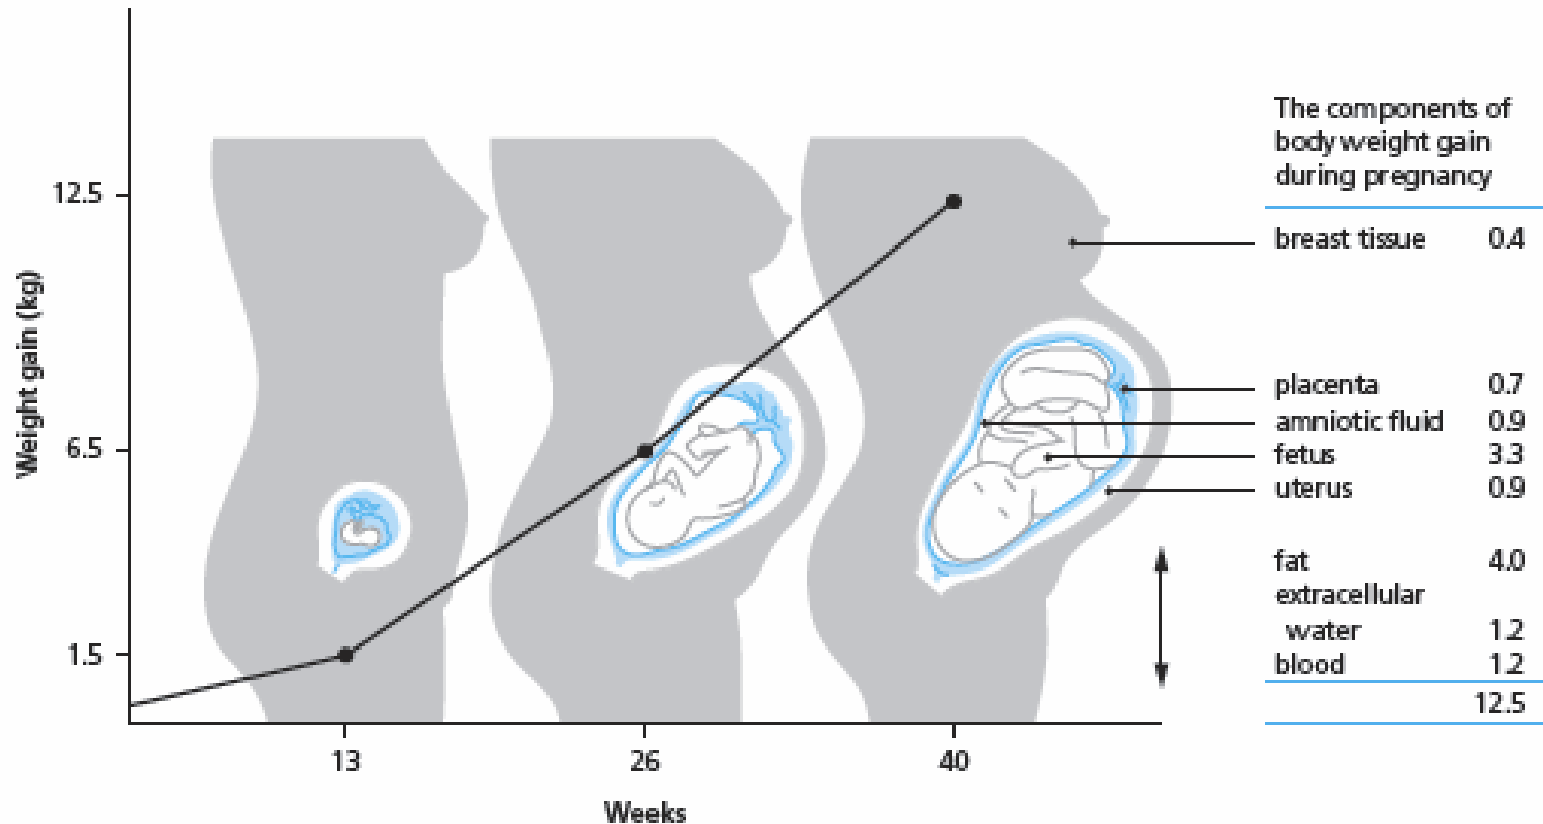 The components of
body weight gain
during pregnancy
12.5
breast tissue 0.4
Weight gain (kg)
placenta 0.7
amniotic fluid 0.9
6.5
fetus 3.3
uterus 0.9
fat 4.0
extracellular
water 1.2
1.5
blood 1.2
12.5
13 26 40
Weeks